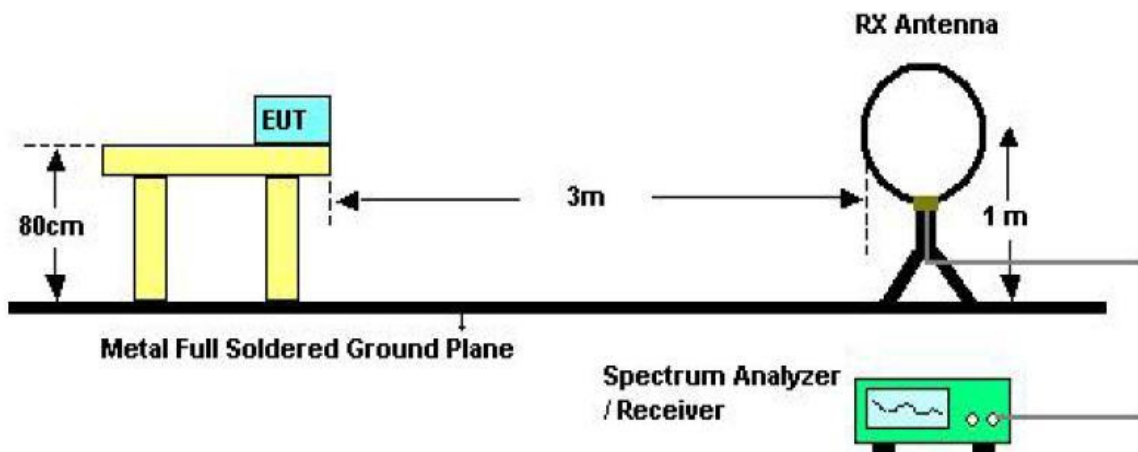 RX Antenna
EUT
80cm
3m
1 m
Metal Full Soldered Ground Plane
Spectrum Analyzer
/ Receiver